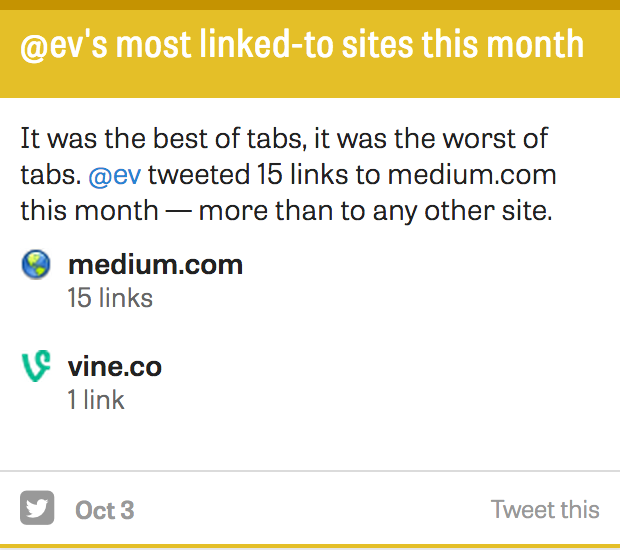 @ev's most linked-to sites this month
It was the best of tabs, it was the worst of
tabs. @ev tweeted 15 links to medium.com
this month — more than to any other site.
medium.com
15 links
vine.co
1 link
Oct 3
Tweet this